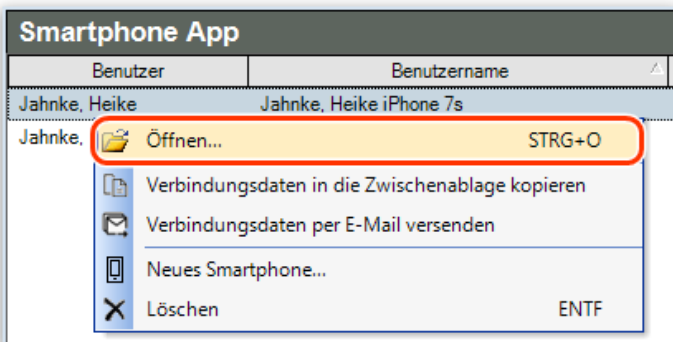 Smartphone App
Benutzer Benutzername
Jahnke, Heike Jahnke, Heike iPhone 7s
Jahnke,
Öffnen... STRG+O
Verbindungsdaten in die Zwischenablage kopieren
Verbindungsdaten per E-Mail versenden
Neues Smartphone...
Löschen ENTF